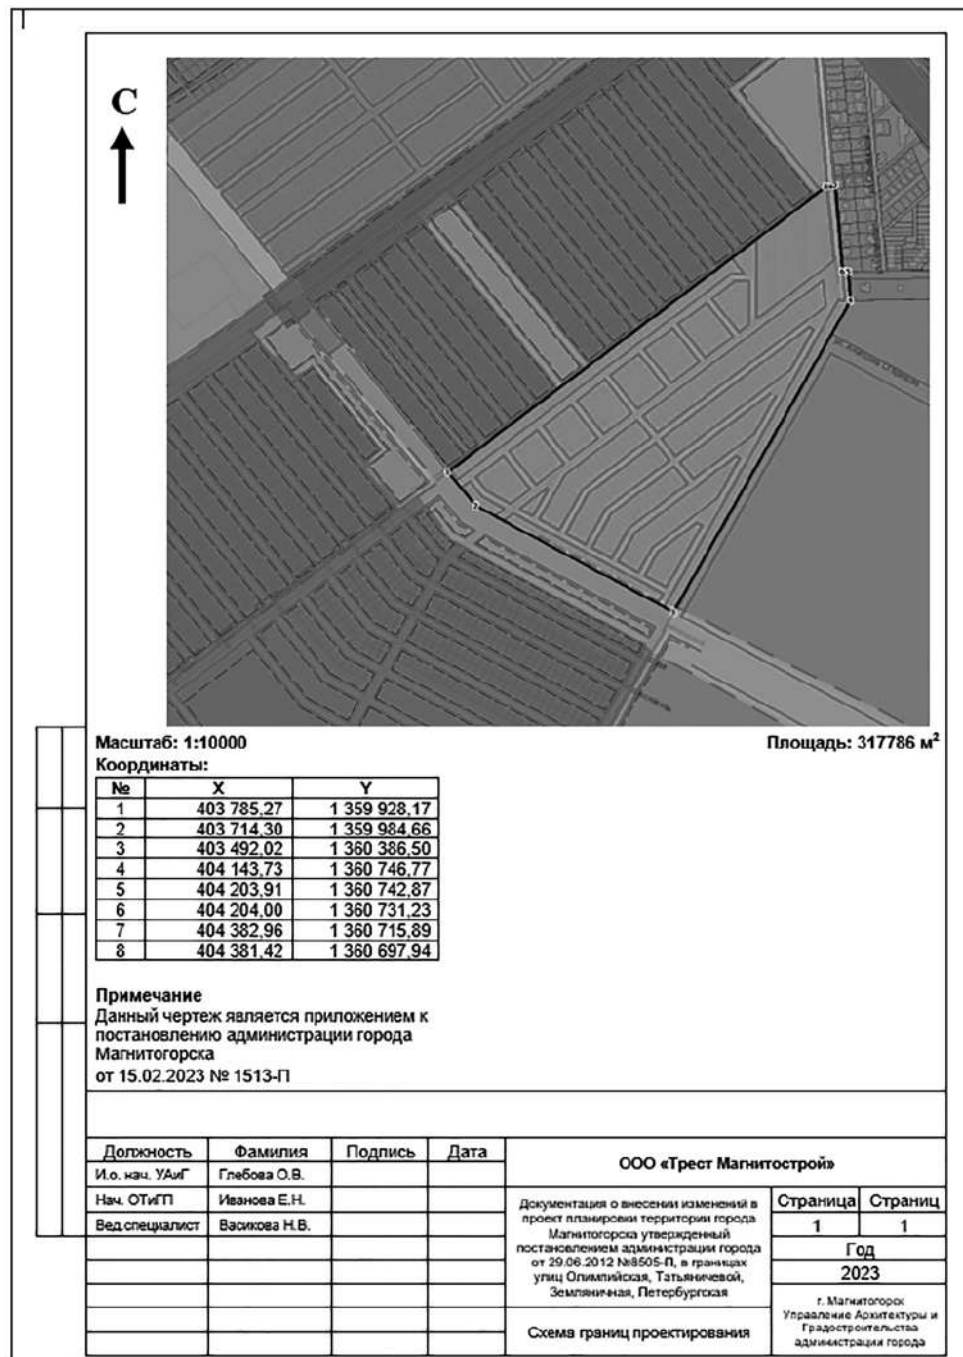 С
Масштаб: 1:10000
Площадь: 317786 м²
Координаты:
№ X Y
1 403 785,27 1 359 928,17
2 403 714,30 1 359 984,66
3 403 492,02 1 360 386,50
4 404 143,73 1 360 746,77
5 404 203,91 1 360 742,87
6 404 204,00 1 360 731,23
7 404 382,96 1 360 715,89
8 404 381,42 1 360 697,94
Примечание
Данный чертеж является приложением к
постановлению администрации города
Магнитогорска
от 15.02.2023 № 1513-П
Должность Фамилия Подпись Дата
И.о. нач. УАиГ Глебова О.В.
Нач. ОТиГП Иванова Е.Н.
Вед.специалист Васикова Н.В.
ООО «Трест Магнитострой»
Документация о внесении изменений в
проект планировки территории города
Магнитогорска утвержденный
постановлением администрации города
от 29.06.2012 №8505-П, в границах
улиц Олимпийская, Татьяничевой,
Земляничная, Петербургская
Схема границ проектирования
Страница Страниц
1 1
Год
2023
г. Магнитогорск
Управление Архитектуры и
Градостроительства
администрации города